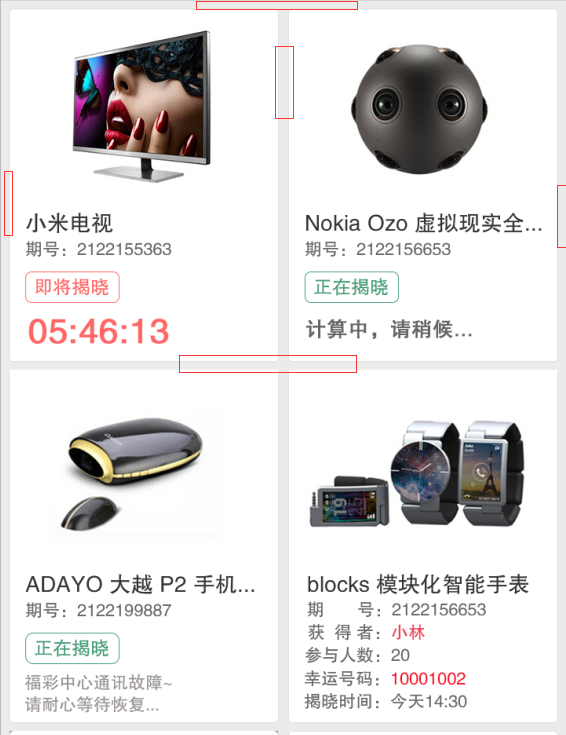 小米电视
期号：2122155363
即将揭晓
05:46:13
Nokia Ozo 虚拟现实全...
期号：2122156653
正在揭晓
计算中，请稍候...
ADAYO 大越 P2 手机...
期号：2122199887
正在揭晓
福彩中心通讯故障~
请耐心等待恢复...
blocks 模块化智能手表
期 号：2122156653
获 得 者：小林
参与人数：20
幸运号码：10001002
揭晓时间：今天14:30